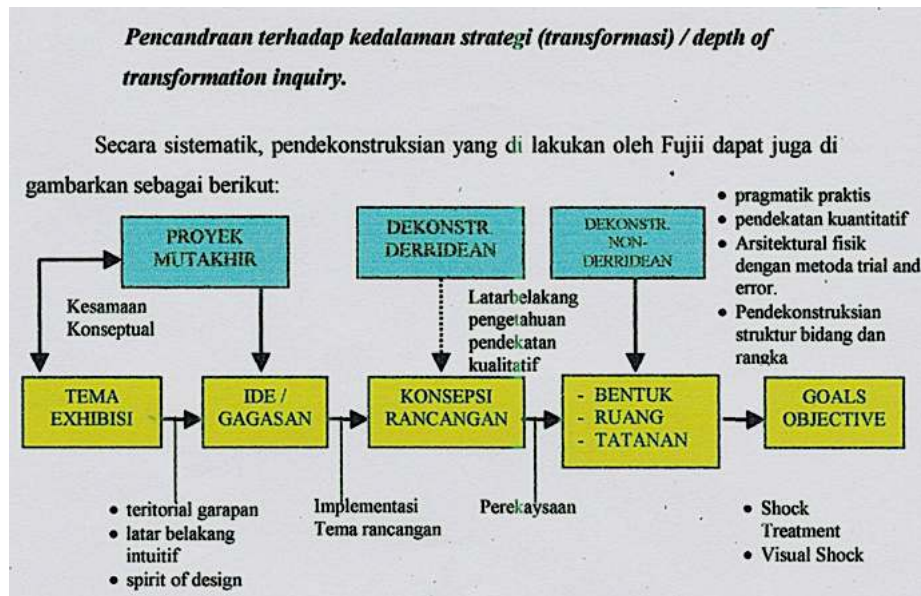 Pencandraan terhadap kedalaman strategi (transformasi) / depth of
transformation inquiry.
Secara sistematik, pendekonstruksian yang di lakukan oleh Fujii dapat juga di
gambarkan sebagai berikut:
PROYEK
MUTAKHIR
DEKONSTR.
DERRIDEAN
DEKONSTR.
NON-
DERRIDEAN
• pragmatik praktis
• pendekatan kuantitatif
• Arsitektural fisik
dengan metoda trial and
error.
• Pendekonstruksian
struktur bidang dan
rangka
Kesamaan
Konseptual
Latarbelakang
pengetahuan
pendekatan
kualitatif
TEMA
EXHIBISI
IDE /
GAGASAN
KONSEPSI
RANCANGAN
- BENTUK
- RUANG
- TATANAN
GOALS
OBJECTIVE
• teritorial garapan
• latar belakang
intuitif
• spirit of design
Implementasi
Tema rancangan
Perekaysaan
• Shock
Treatment
• Visual Shock